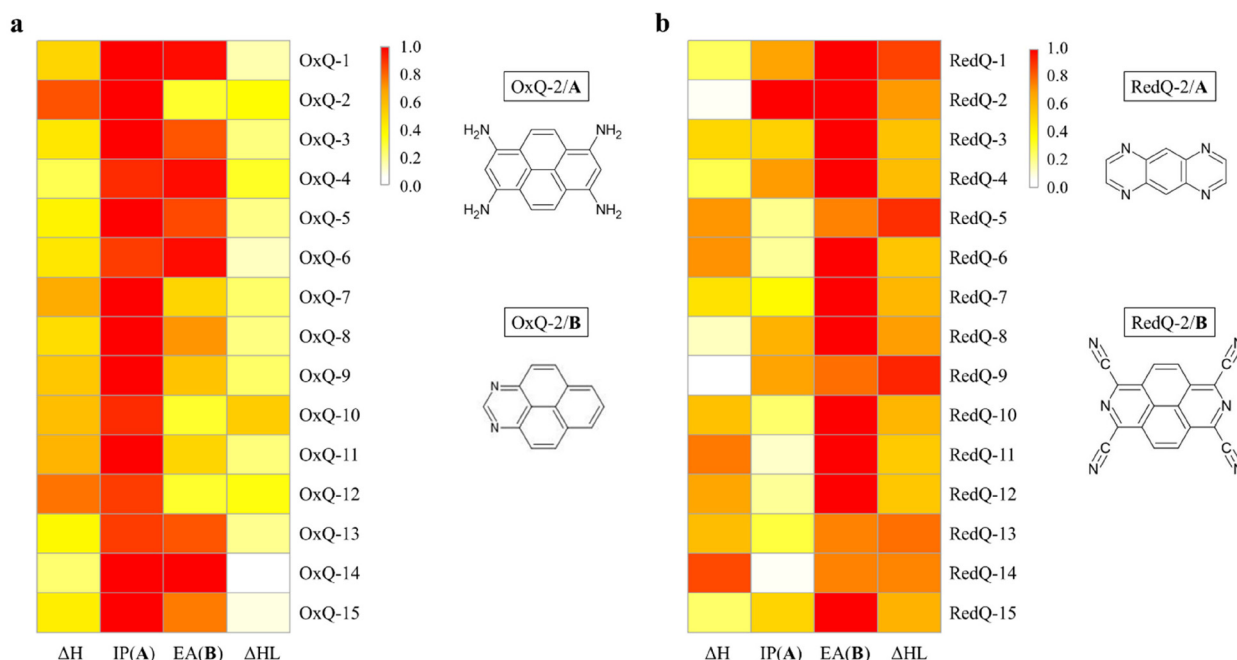 a
1.0
0.8
0.6
0.4
0.2
0.0
OxQ-1
OxQ-2
OxQ-3
OxQ-4
OxQ-5
OxQ-6
OxQ-7
OxQ-8
OxQ-9
OxQ-10
OxQ-11
OxQ-12
OxQ-13
OxQ-14
OxQ-15
ΔH IP(A) EA(B) ΔHL
OxQ-2/A
NH₂ NH₂
NH₂ NH₂
OxQ-2/B
N
N
b
1.0
0.8
0.6
0.4
0.2
0.0
RedQ-1
RedQ-2
RedQ-3
RedQ-4
RedQ-5
RedQ-6
RedQ-7
RedQ-8
RedQ-9
RedQ-10
RedQ-11
RedQ-12
RedQ-13
RedQ-14
RedQ-15
ΔH IP(A) EA(B) ΔHL
RedQ-2/A
N N
N N
RedQ-2/B
N N
C C
N N
C C
N N